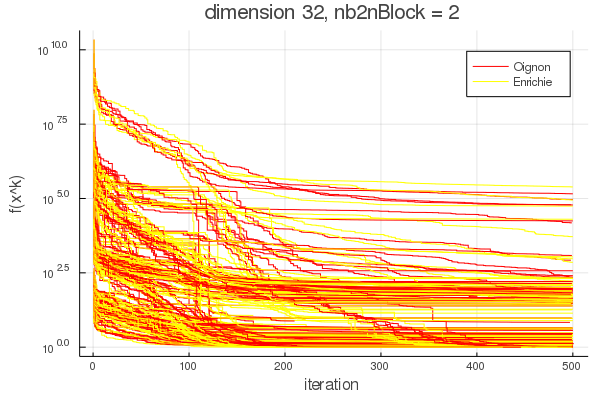 dimension 32, nb2nBlock = 2
Oignon
Enrichie
f(x^k)
10^10.0
10^7.5
10^5.0
10^2.5
10^0.0
0 100 200 300 400 500
iteration